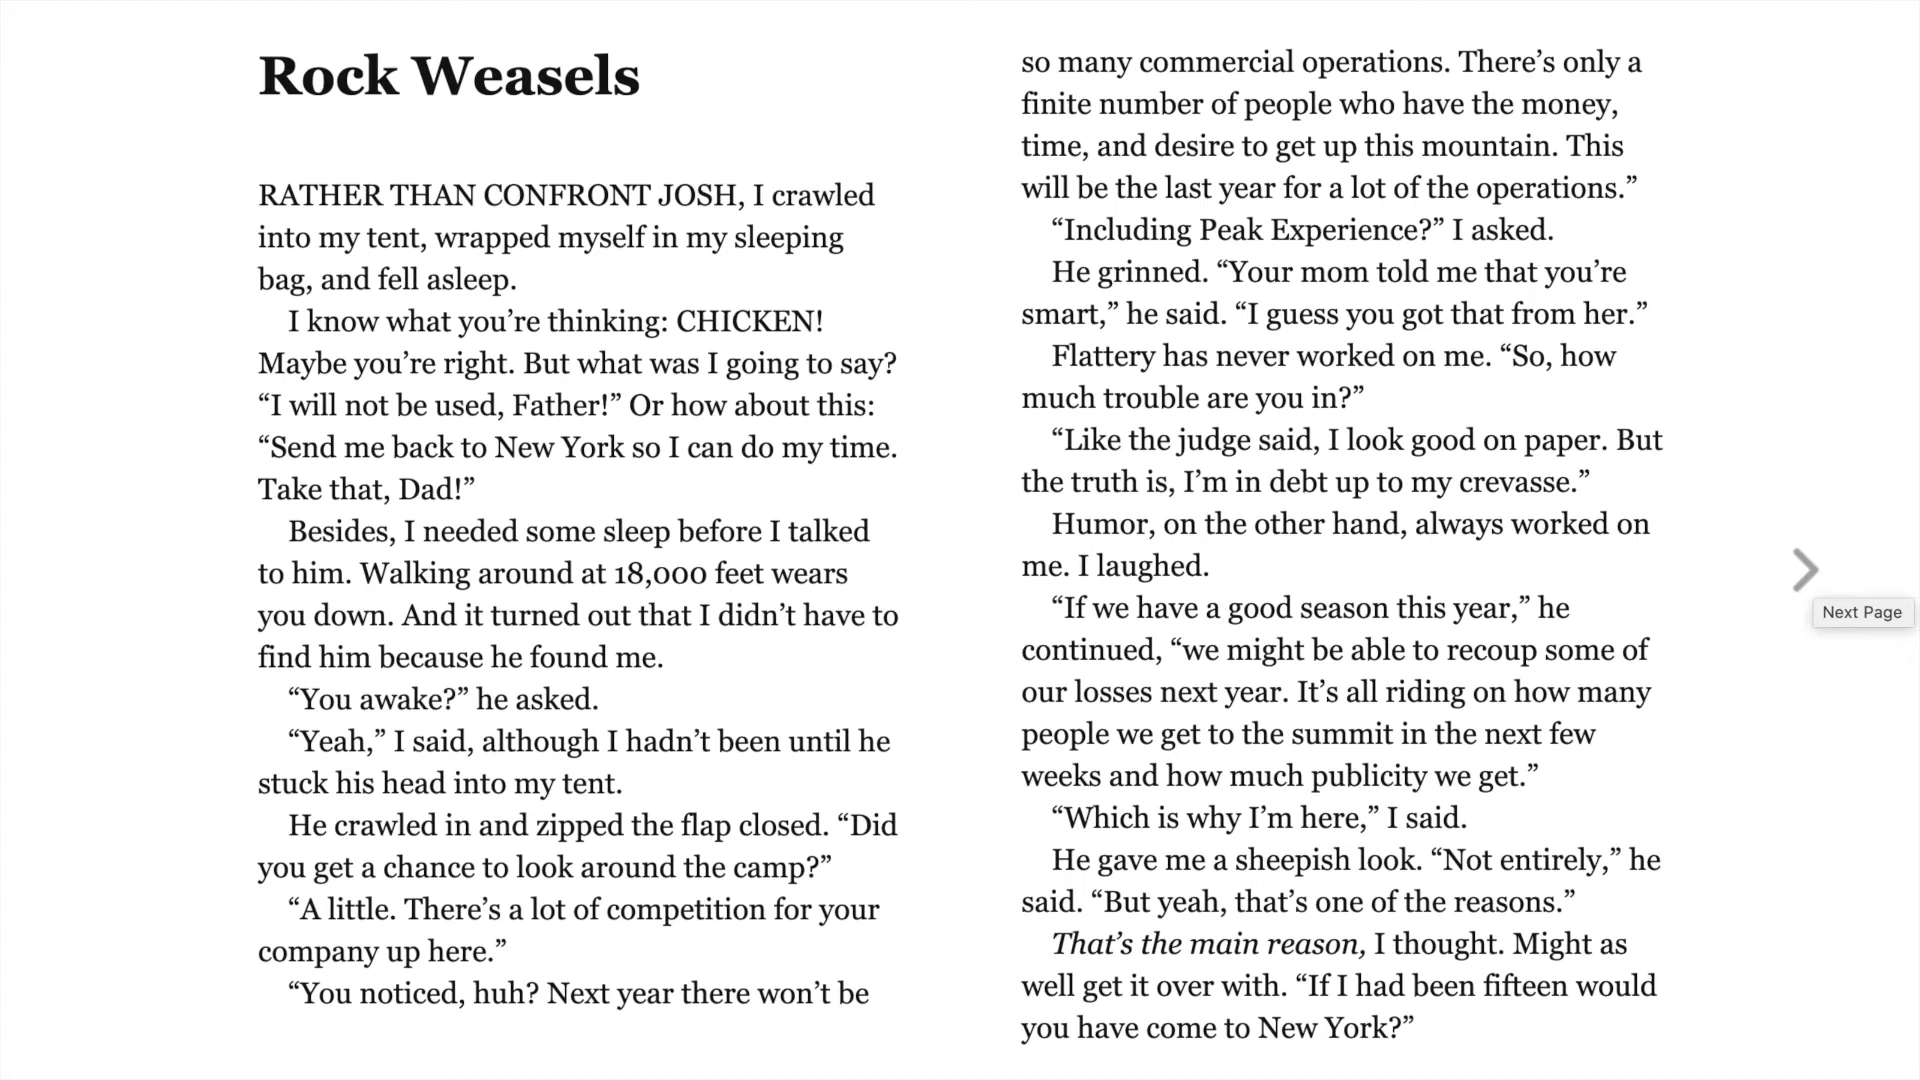 Rock Weasels
RATHER THAN CONFRONT JOSH, I crawled
into my tent, wrapped myself in my sleeping
bag, and fell asleep.
I know what you’re thinking: CHICKEN!
Maybe you’re right. But what was I going to say?
“I will not be used, Father!” Or how about this:
“Send me back to New York so I can do my time.
Take that, Dad!”
Besides, I needed some sleep before I talked
to him. Walking around at 18,000 feet wears
you down. And it turned out that I didn’t have to
find him because he found me.
“You awake?” he asked.
“Yeah,” I said, although I hadn’t been until he
stuck his head into my tent.
He crawled in and zipped the flap closed. “Did
you get a chance to look around the camp?”
“A little. There’s a lot of competition for your
company up here.”
“You noticed, huh? Next year there won’t be
so many commercial operations. There’s only a
finite number of people who have the money,
time, and desire to get up this mountain. This
will be the last year for a lot of the operations.”
“Including Peak Experience?” I asked.
He grinned. “Your mom told me that you’re
smart,” he said. “I guess you got that from her.”
Flattery has never worked on me. “So, how
much trouble are you in?”
“Like the judge said, I look good on paper. But
the truth is, I’m in debt up to my crevasse.”
Humor, on the other hand, always worked on
me. I laughed.
“If we have a good season this year,” he
continued, “we might be able to recoup some of
our losses next year. It’s all riding on how many
people we get to the summit in the next few
weeks and how much publicity we get.”
“Which is why I’m here,” I said.
He gave me a sheepish look. “Not entirely,” he
said. “But yeah, that’s one of the reasons.”
That’s the main reason, I thought. Might as
well get it over with. “If I had been fifteen would
you have come to New York?”
Next Page